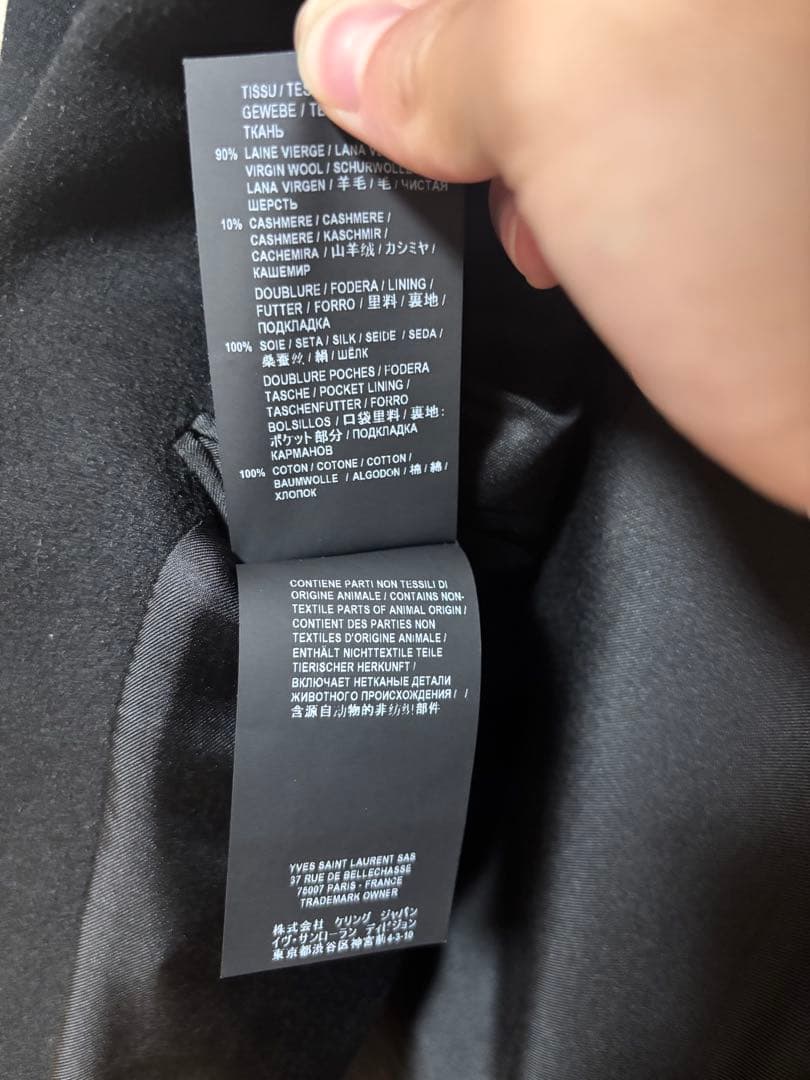 TISSU / TES
GEWEBE / TE
ТКАНЬ
90% LAINE VIERGE / LANA V
VIRGIN WOOL / SCHURWOLLE
LANA VIRGEN / 羊毛 / 毛 / ЧИСТАЯ
ШЕРСТЬ
10% CASHMERE / CASHMERE /
CASHMERE / KASCHMIR /
CACHEMIRA / 山羊绒 / カシミヤ /
КАШЕМИР
DOUBLURE / FODERA / LINING /
FUTTER / FORRO / 里料 / 裏地 /
ПОДКЛАДКА
100% SOIE / SETA / SILK / SEIDE / SEDA /
桑蚕丝 / 絹 / ШЁЛК
DOUBLURE POCHES / FODERA
TASCHE / POCKET LINING /
TASCHENFUTTER / FORRO
BOLSILLOS / 口袋里料 / 裏地:
ポケット部分 / ПОДКЛАДКА
КАРМАНОВ
100% COTON / COTONE / COTTON /
BAUMWOLLE / ALGODON / 棉 / 綿 /
ХЛОПОК
CONTIENE PARTI NON TESSILI DI
ORIGINE ANIMALE / CONTAINS NON-
TEXTILE PARTS OF ANIMAL ORIGIN /
CONTIENT DES PARTIES NON
TEXTILES D'ORIGINE ANIMALE /
ENTHÄLT NICHTTEXTILE TEILE
TIERISCHER HERKUNFT /
ВКЛЮЧАЕТ НЕТКАНЫЕ ДЕТАЛИ
ЖИВОТНОГО ПРОИСХОЖДЕНИЯ / /
含源自动物的非纺织部件
YVES SAINT LAURENT SAS
37 RUE DE BELLECHASSE
75007 PARIS - FRANCE
TRADEMARK OWNER
株式会社 ケリング ジャパン
イヴ・サンローラン ディビジョン
東京都渋谷区神宮前4-3-10